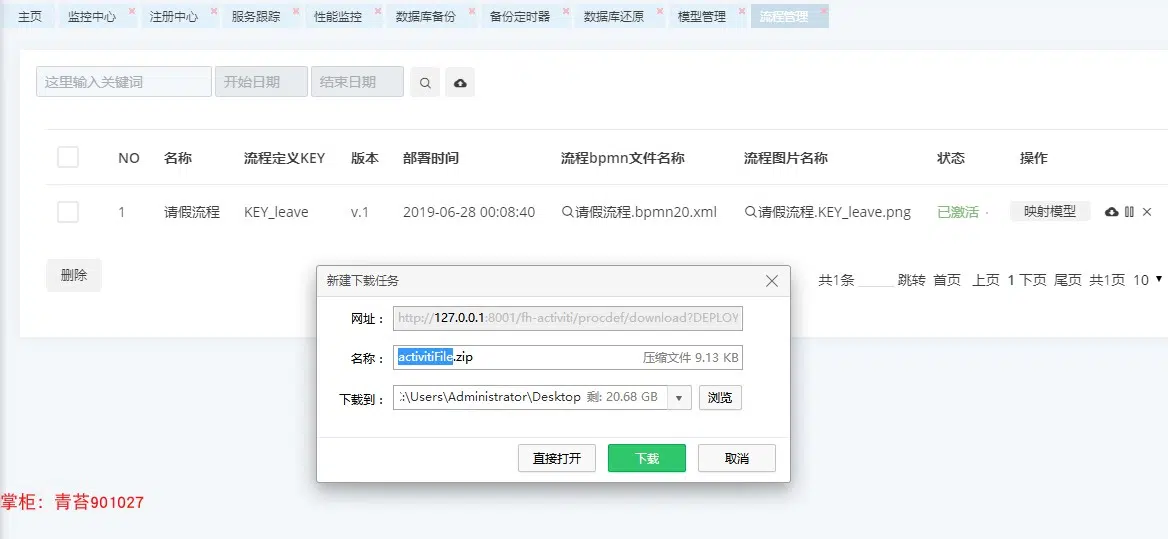 主页 监控中心 注册中心 服务跟踪 性能监控 数据库备份 备份定时器 数据库还原 模型管理 流程管理
这里输入关键词 开始日期 结束日期
NO 名称 流程定义KEY 版本 部署时间 流程bpmn文件名称 流程图片名称 状态 操作
1 请假流程 KEY_leave v.1 2019-06-28 00:08:40 请假流程.bpmn20.xml 请假流程.KEY_leave.png 已激活 · 映射模型
删除 共1条 跳转 首页 上页 1 下页 尾页 共1页 10
新建下载任务
网址： http://127.0.0.1:8001/fh-activiti/procdef/download?DEPLOY
名称： activitiFile.zip 压缩文件 9.13 KB
下载到： :\Users\Administrator\Desktop 剩: 20.68 GB 浏览
直接打开 下载 取消
掌柜：青苔901027